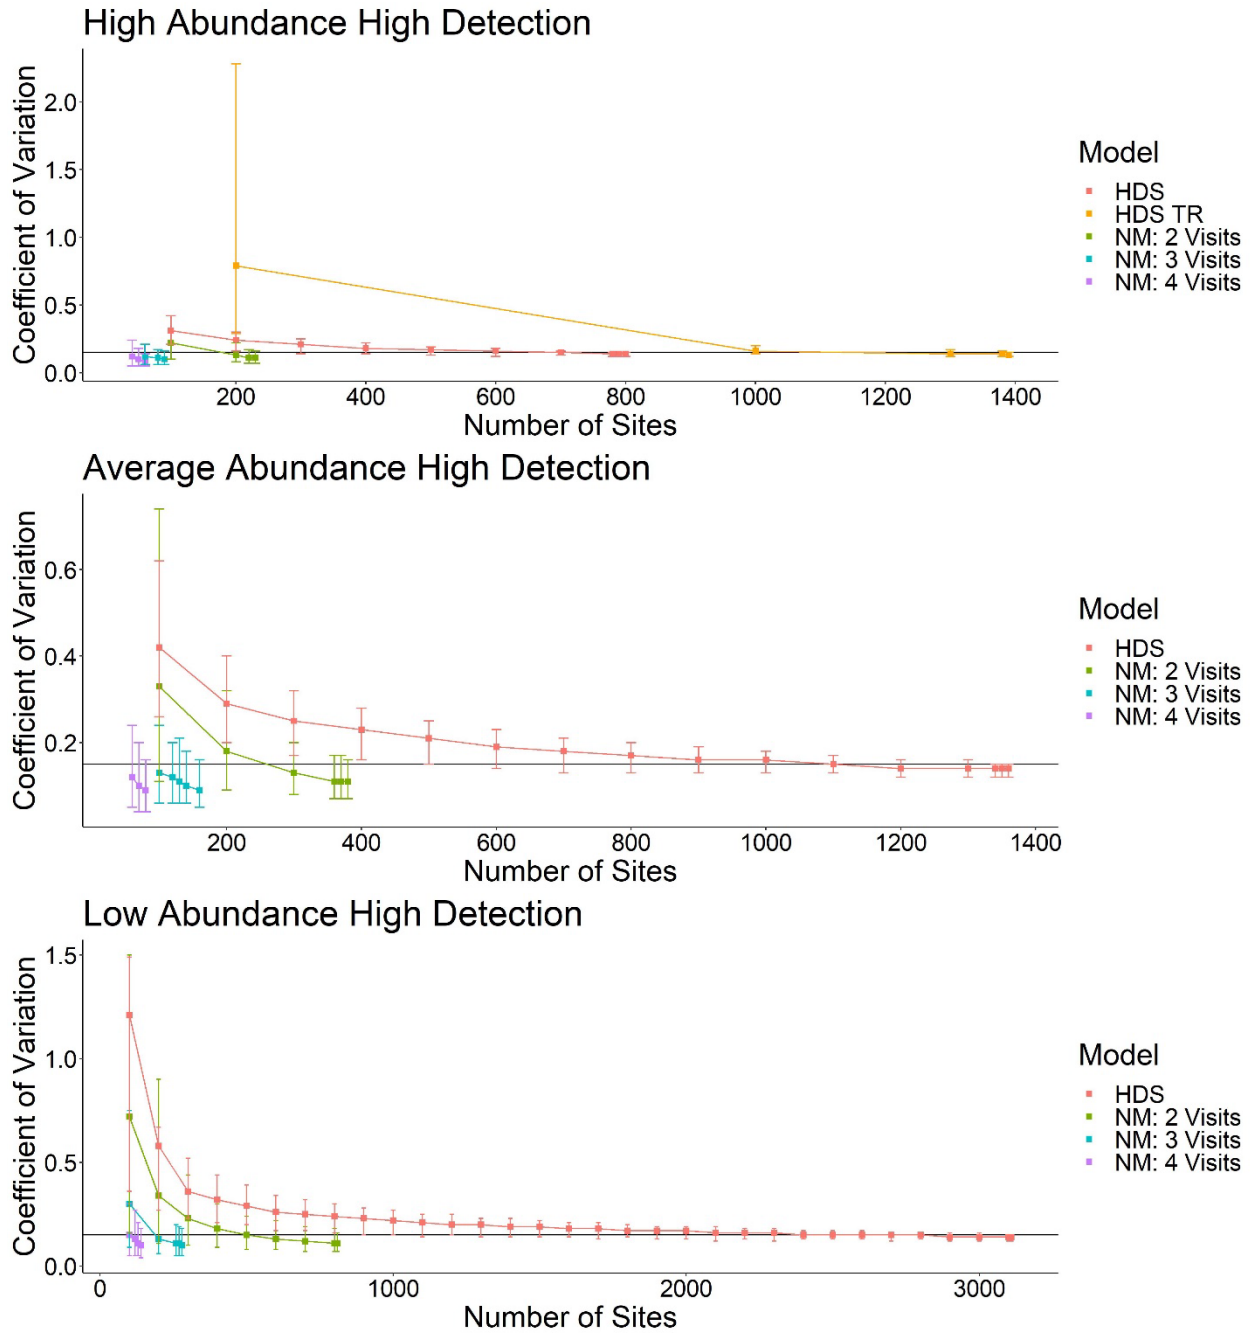 High Abundance High Detection
Coefficient of Variation
2.0
1.5
1.0
0.5
0.0
200 400 600 800 1000 1200 1400
Number of Sites
Model
HDS
HDS TR
NM: 2 Visits
NM: 3 Visits
NM: 4 Visits
Average Abundance High Detection
Coefficient of Variation
0.6
0.4
0.2
200 400 600 800 1000 1200 1400
Number of Sites
Model
HDS
NM: 2 Visits
NM: 3 Visits
NM: 4 Visits
Low Abundance High Detection
Coefficient of Variation
1.5
1.0
0.5
0.0
0 1000 2000 3000
Number of Sites
Model
HDS
NM: 2 Visits
NM: 3 Visits
NM: 4 Visits